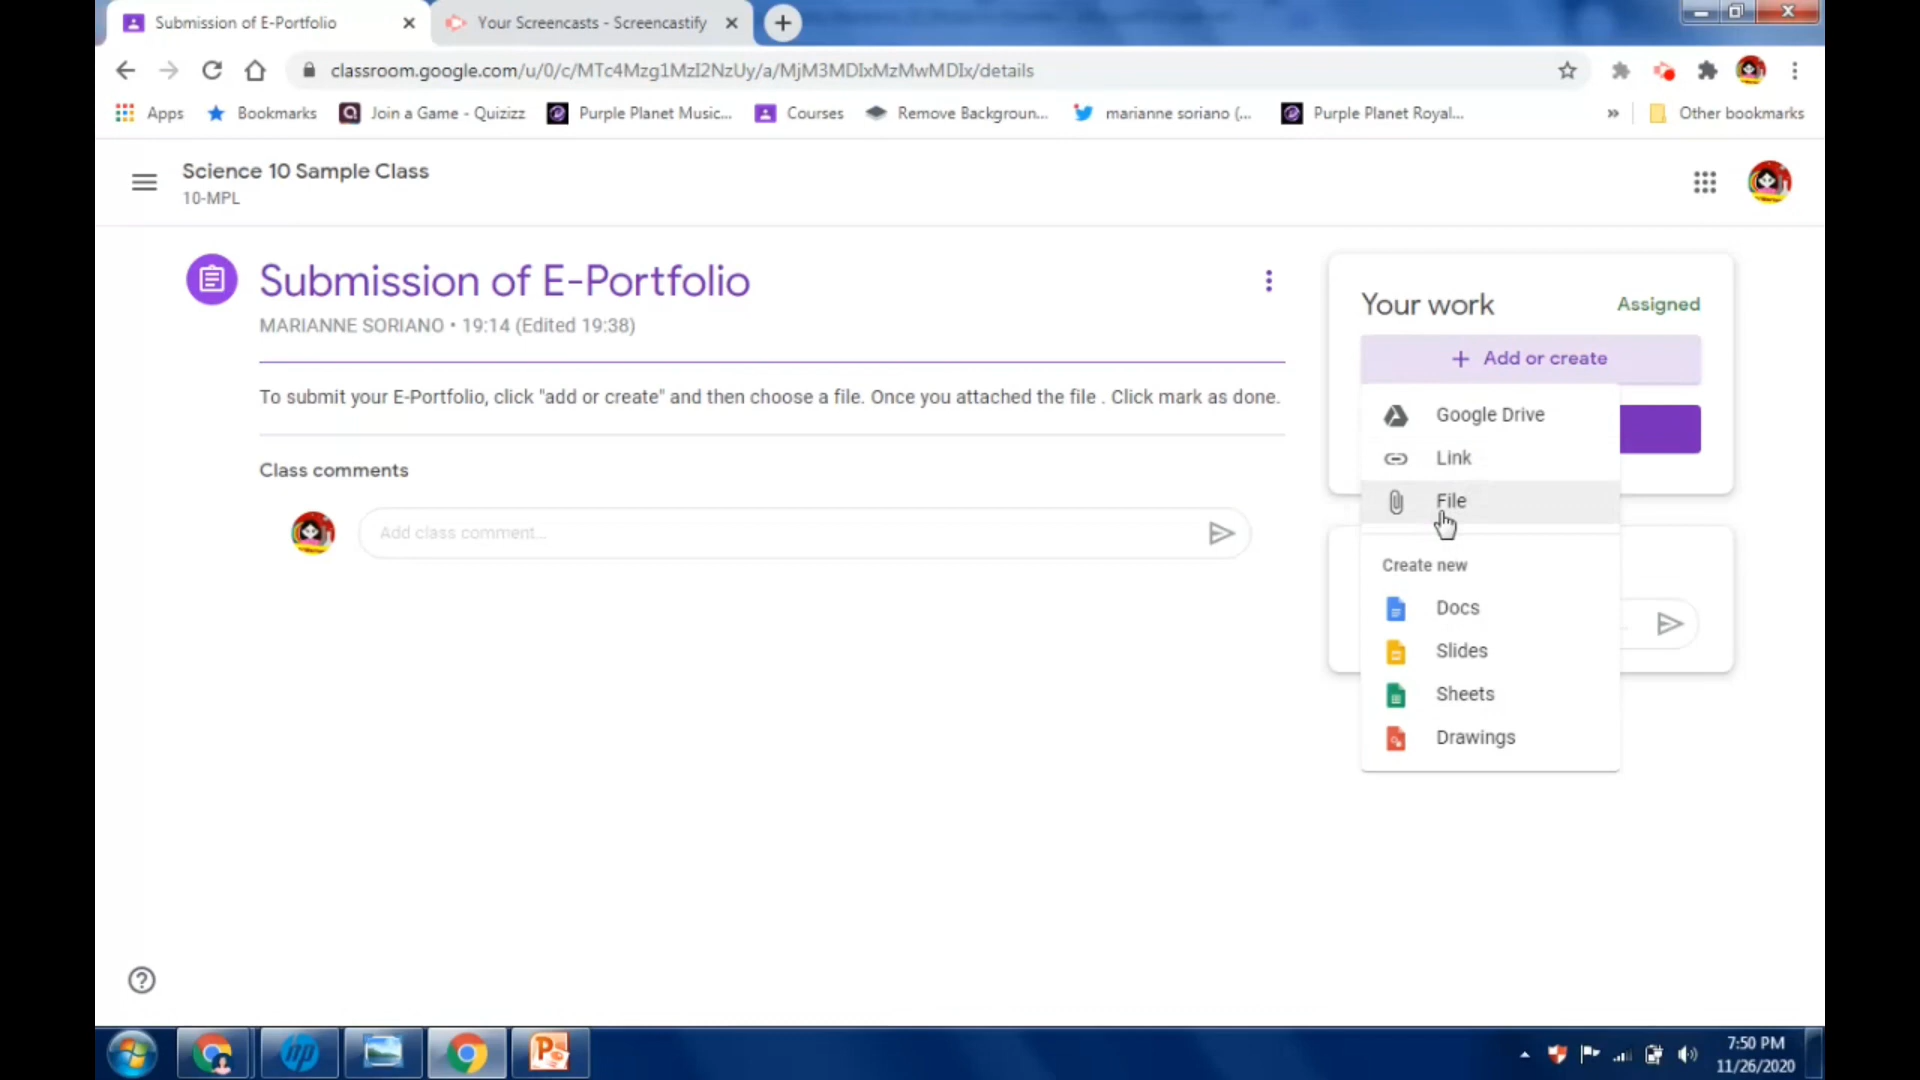 Submission of E-Portfolio
Your Screencasts - Screencastify
classroom.google.com/u/0/c/MTc4Mzg1MzI2NzUy/a/MjM3MDIxMzMwMDIx/details
Apps Bookmarks Join a Game - Quizizz Purple Planet Music... Courses Remove Backgroun... marianne soriano (... Purple Planet Royal... » Other bookmarks
Science 10 Sample Class
10-MPL
Submission of E-Portfolio
MARIANNE SORIANO • 19:14 (Edited 19:38)
To submit your E-Portfolio, click "add or create" and then choose a file. Once you attached the file . Click mark as done.
Class comments
Add class comment...
Your work Assigned
+ Add or create
Google Drive
Link
File
Create new
Docs
Slides
Sheets
Drawings
7:50 PM
11/26/2020